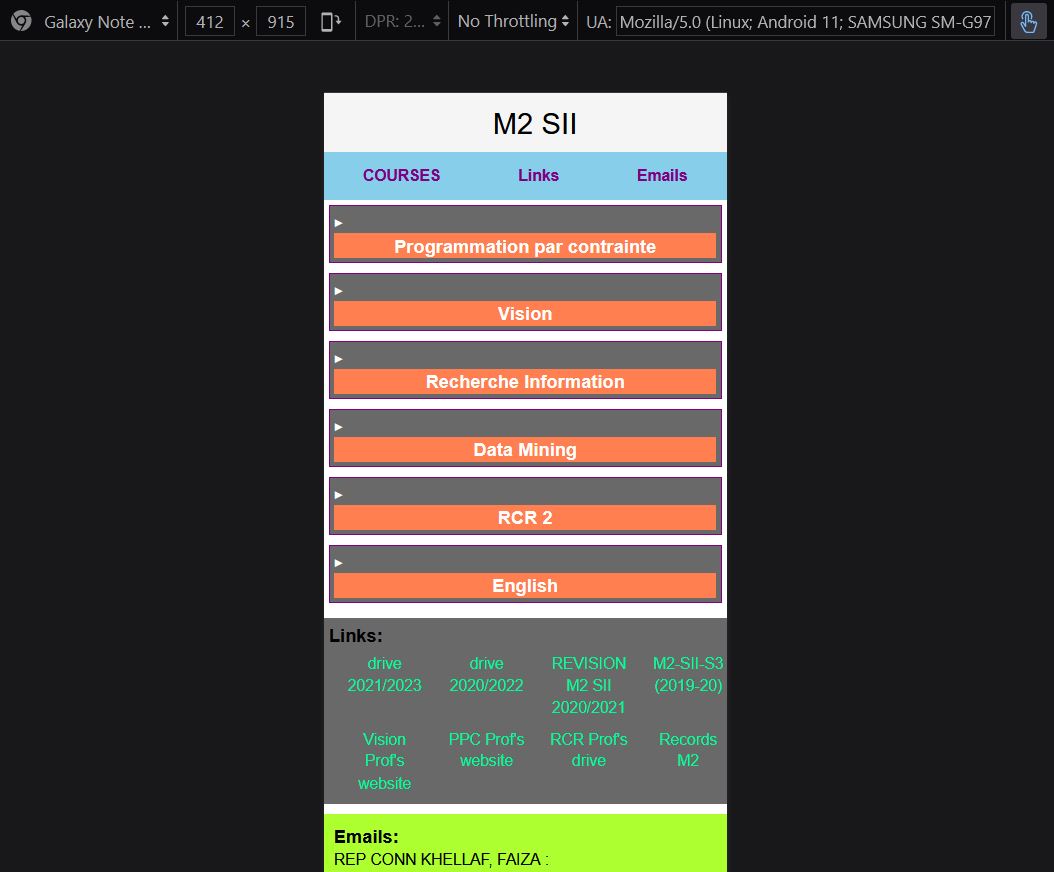 Galaxy Note ... 412 × 915 DPR: 2... No Throttling UA: Mozilla/5.0 (Linux; Android 11; SAMSUNG SM-G97
M2 SII
COURSES Links Emails
Programmation par contrainte
Vision
Recherche Information
Data Mining
RCR 2
English
Links:
drive
2021/2023
drive
2020/2022
REVISION
M2 SII
2020/2021
M2-SII-S3
(2019-20)
Vision
Prof's
website
PPC Prof's
website
RCR Prof's
drive
Records
M2
Emails:
REP CONN KHELLAF, FAIZA :